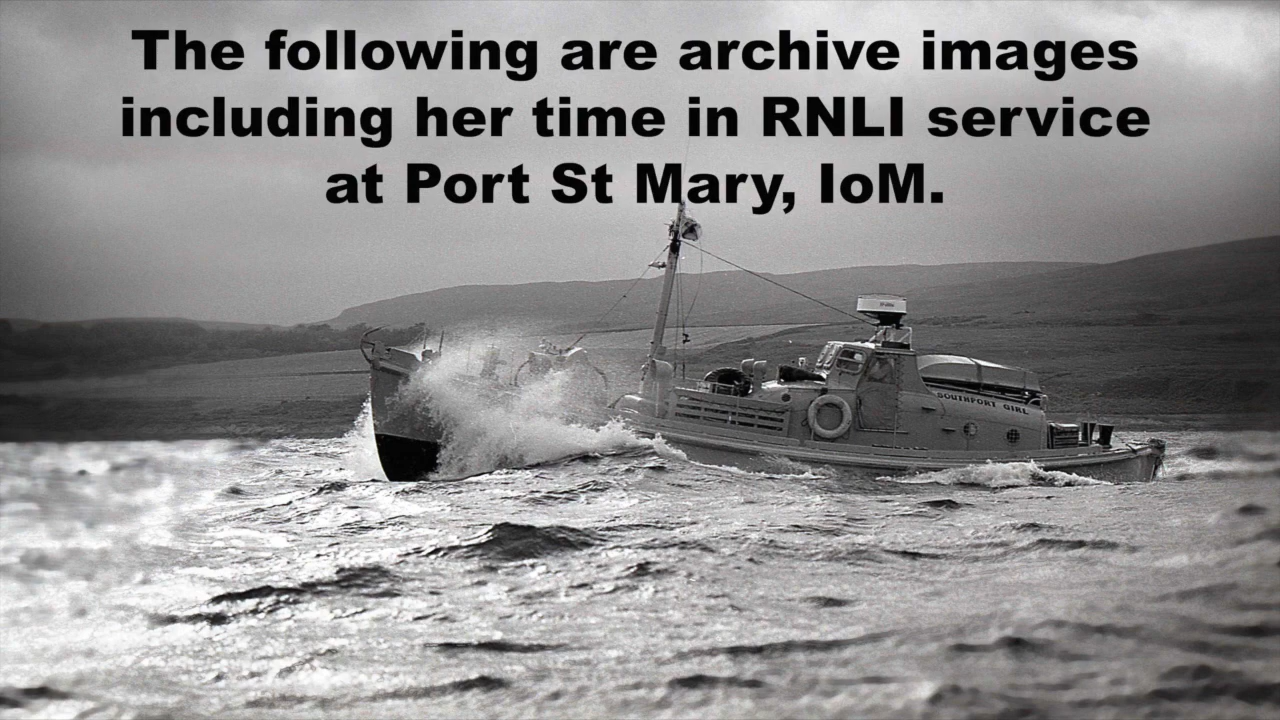 The following are archive images
including her time in RNLI service
at Port St Mary, IoM.
SOUTHPORT GIRL